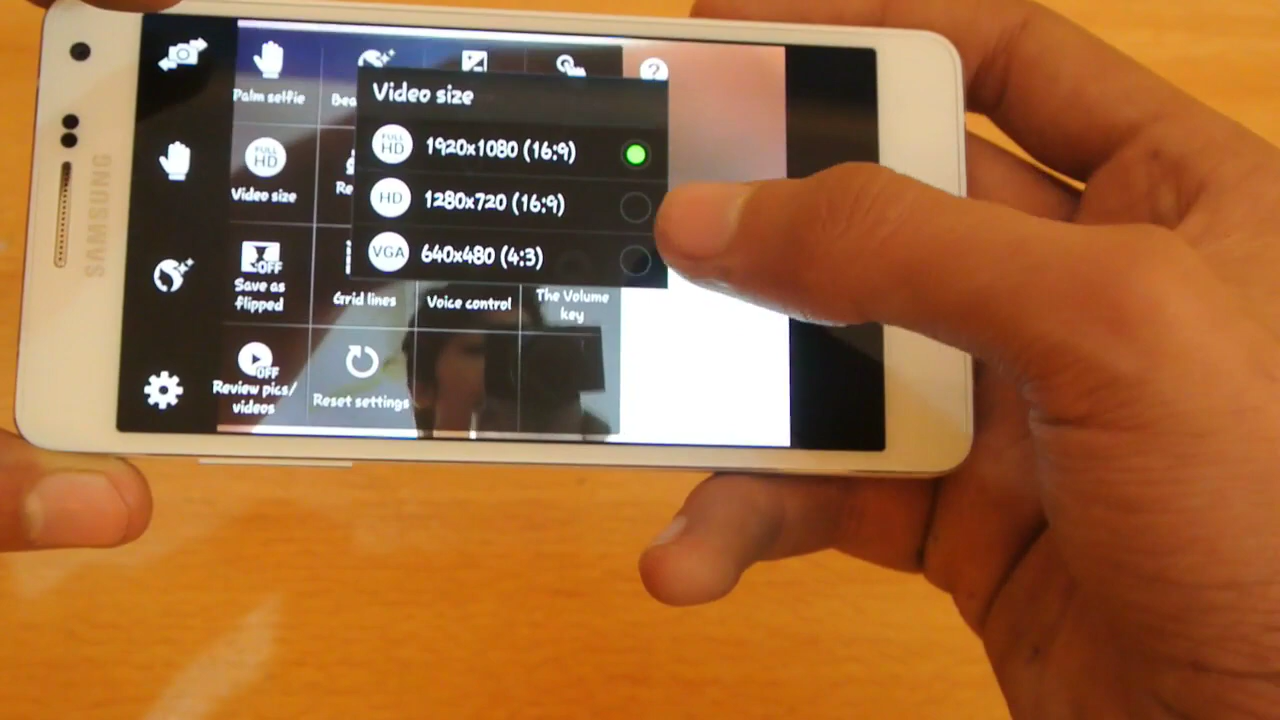 SAMSUNG
Palm selfie
Bea
Video size
FULL HD
1920x1080 (16:9)
HD
1280x720 (16:9)
VGA
640x480 (4:3)
?
FULL HD
Video size
Re
OFF
Save as flipped
Grid lines
Voice control
The Volume key
OFF
Review pics/ videos
Reset settings